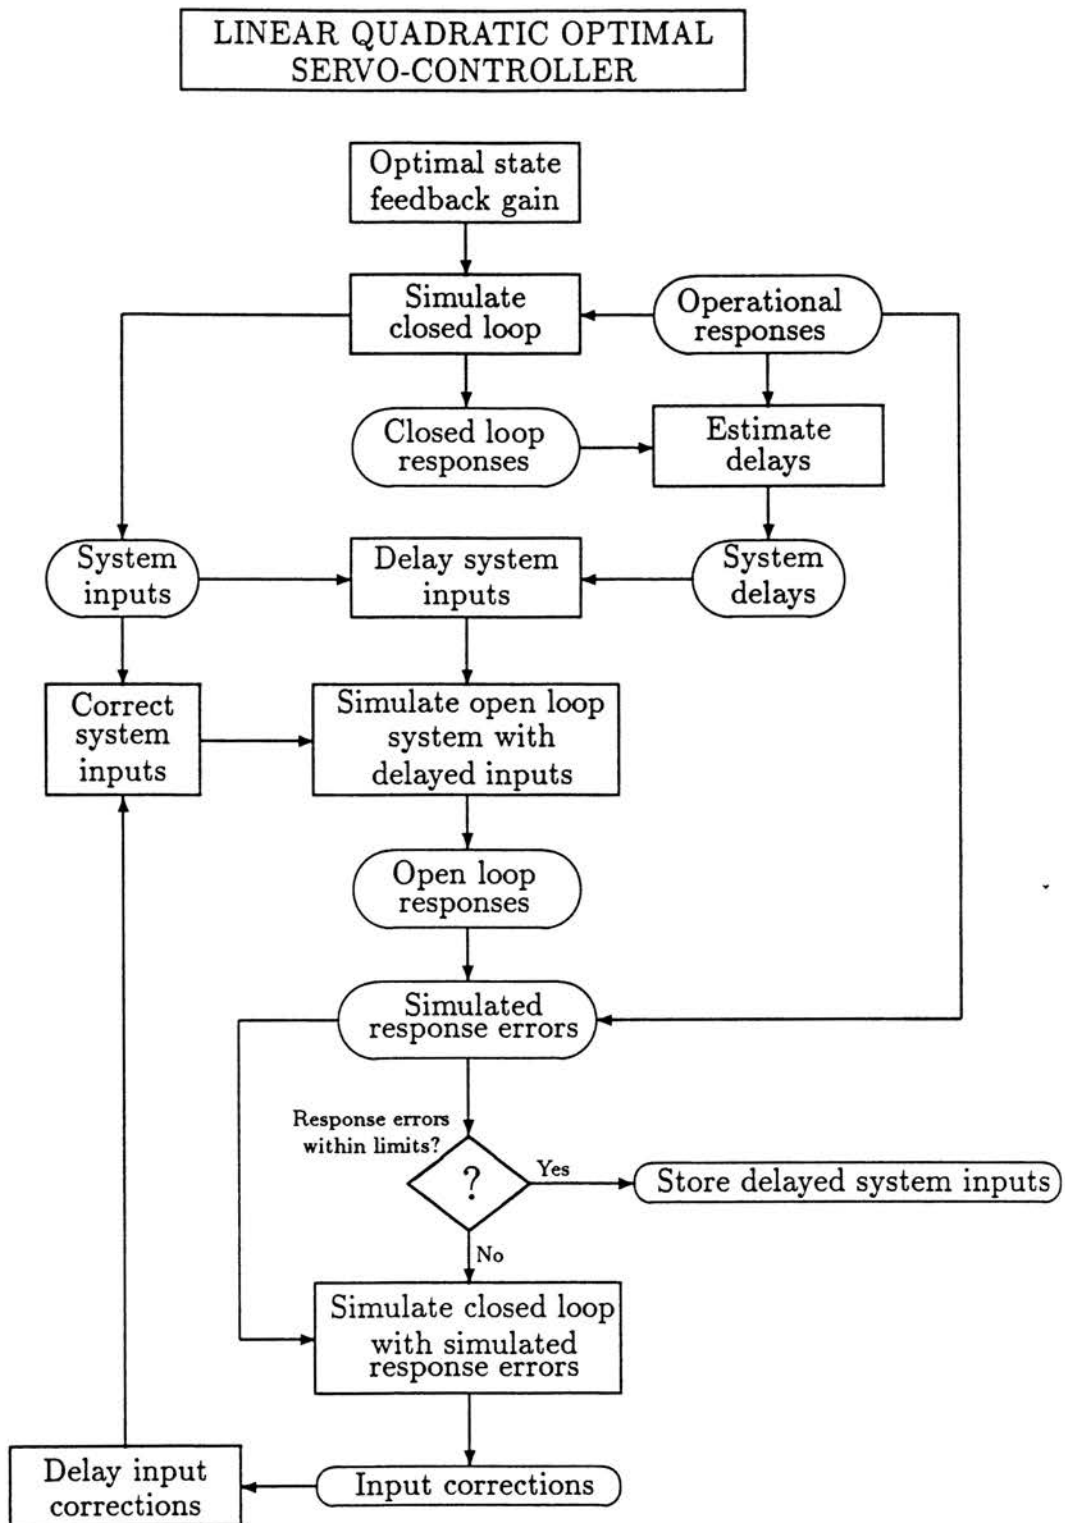 LINEAR QUADRATIC OPTIMAL
SERVO-CONTROLLER
Optimal state
feedback gain
Simulate
closed loop
Operational
responses
Closed loop
responses
Estimate
delays
System
inputs
Delay system
inputs
System
delays
Correct
system
inputs
Simulate open loop
system with
delayed inputs
Open loop
responses
Simulated
response errors
Response errors
within limits?
?
Yes
Store delayed system inputs
No
Simulate closed loop
with simulated
response errors
Delay input
corrections
Input corrections